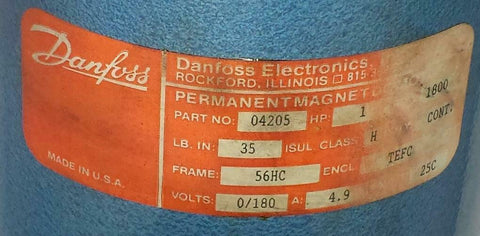 Danfoss
MADE IN U.S.A.
Danfoss Electronics,
ROCKFORD, ILLINOIS □ 815
PERMANENT MAGNET 1800
PART NO: 04205 HP: 1 CONT.
LB. IN: 35 ISUL CLASS H
FRAME: 56HC ENCL TEFC
VOLTS: 0/180 A: 4.9 25C